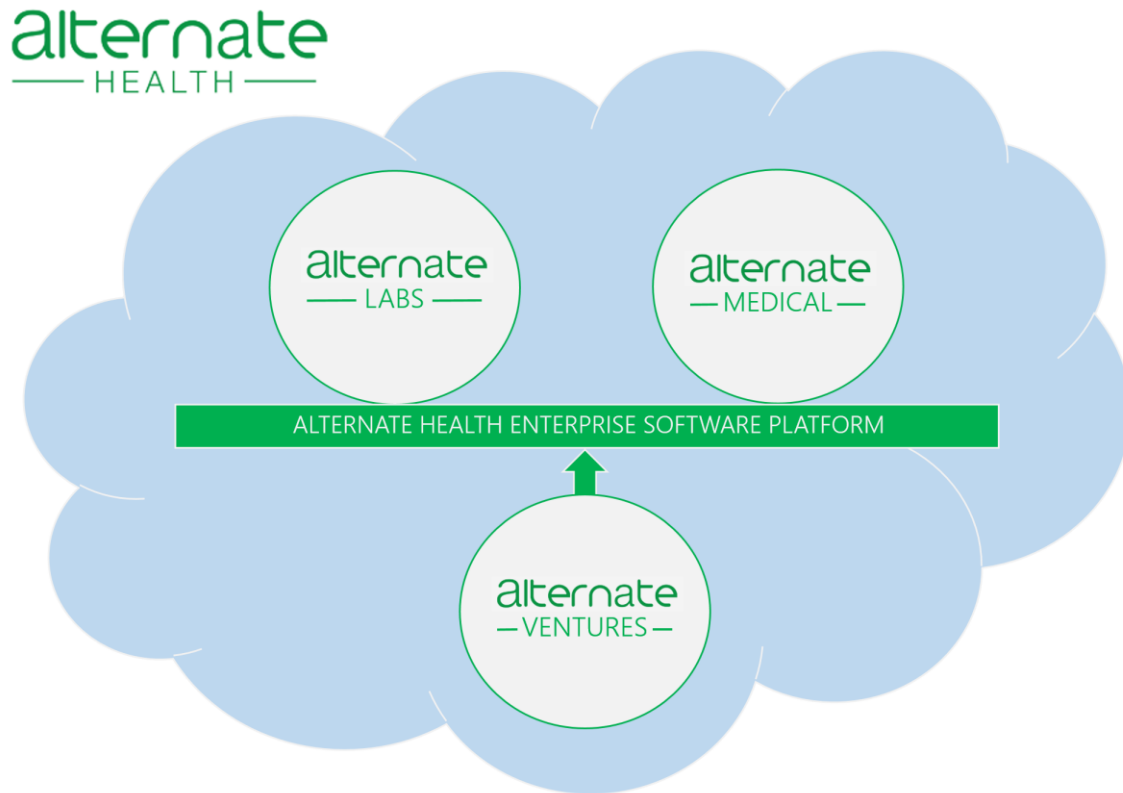 alternate
HEALTH
alternate
LABS
alternate
MEDICAL
ALTERNATE HEALTH ENTERPRISE SOFTWARE PLATFORM
alternate
VENTURES